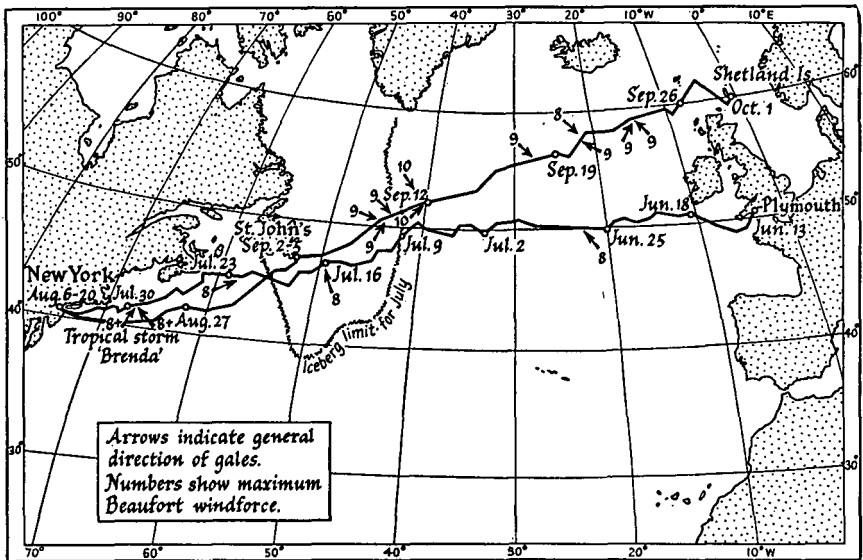 100° 90° 80° 70° 60° 50° 40° 30° 20° 10°W 0° 10°E
60°
60°
Shetland Is.
Oct. 1
Sep. 26
8
9
9
9
9
Sep. 19
50°
50°
10
9
Sep. 12
10
9
Jun. 18
Plymouth
Jun. 13
St. John's
Sep. 2-5
Jul. 9
Jul. 2
Jun. 25
8
Jul. 23
Jul. 16
8
8
New York
Aug. 6-20
Jul. 30
40°
40°
8+
8+
Aug. 27
Tropical storm
'Brenda'
Iceberg limit for July
Arrows indicate general
direction of gales.
Numbers show maximum
Beaufort windforce.
30°
30°
70° 60° 50° 40° 30° 20° 10°W